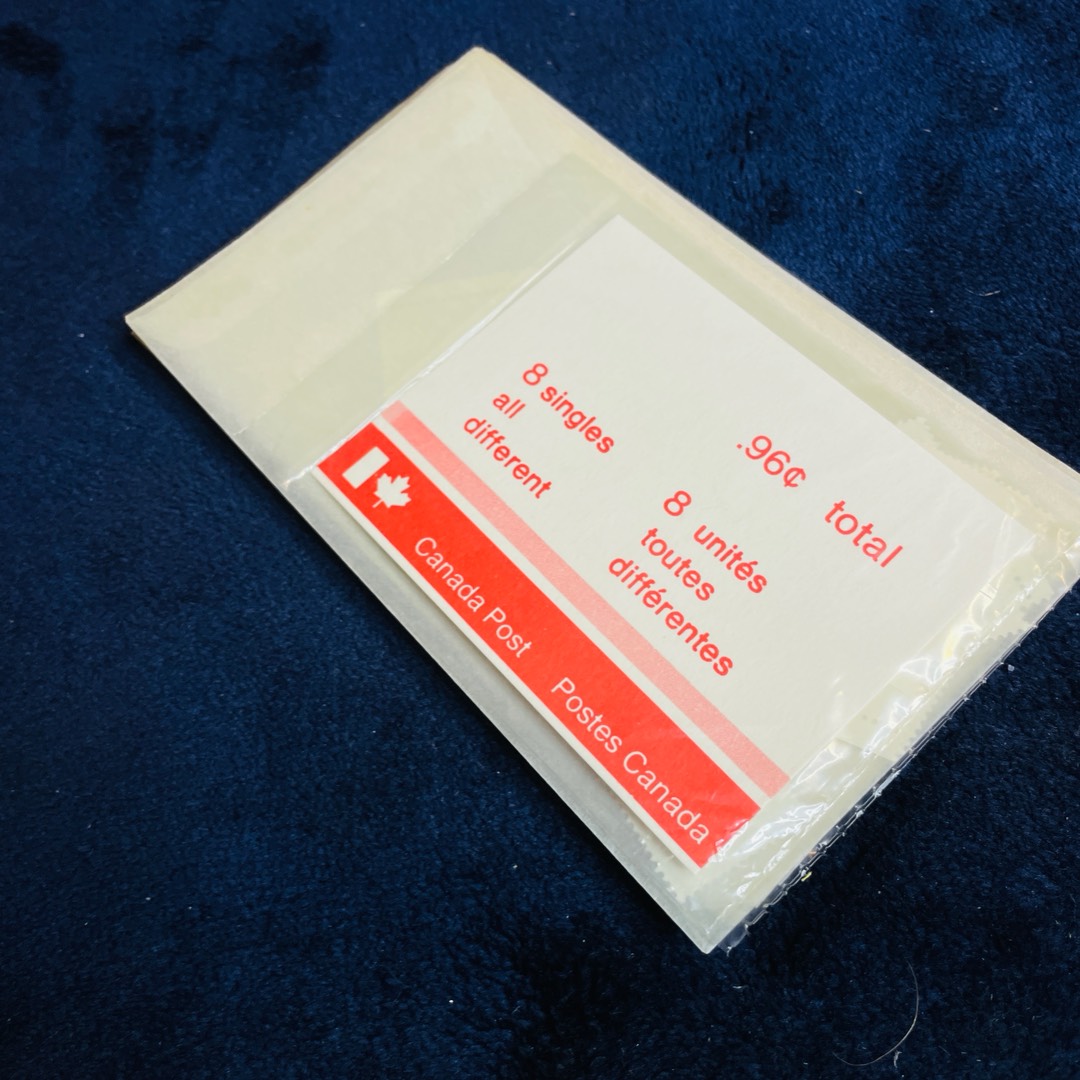 8 singles
all
different
.96¢ total
8 unités
toutes
différentes
Canada Post
Postes Canada